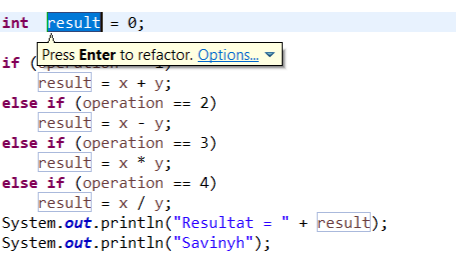 int result = 0;
Press Enter to refactor. Options...
if (
result = x + y;
else if (operation == 2)
result = x - y;
else if (operation == 3)
result = x * y;
else if (operation == 4)
result = x / y;
System.out.println("Resultat = " + result);
System.out.println("Savinyh");